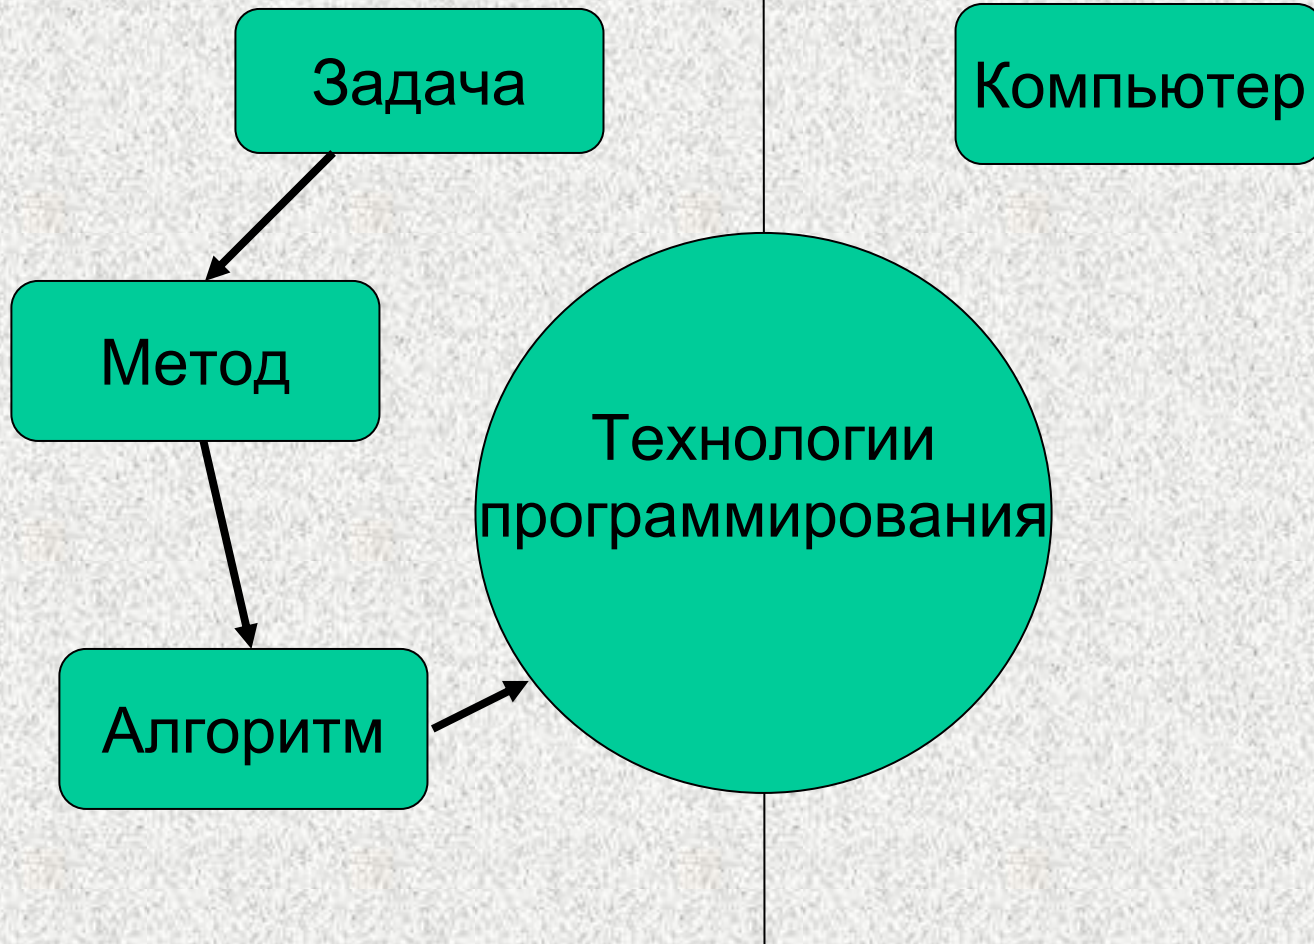 Задача
Компьютер
Метод
Технологии
программирования
Алгоритм